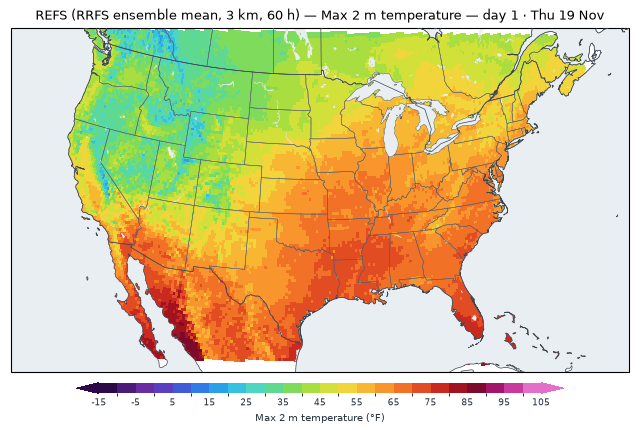 REFS (RRFS ensemble mean, 3 km, 60 h) — Max 2 m temperature — day 1 · Thu 19 Nov
-15 -5 5 15 25 35 45 55 65 75 85 95 105
Max 2 m temperature (°F)